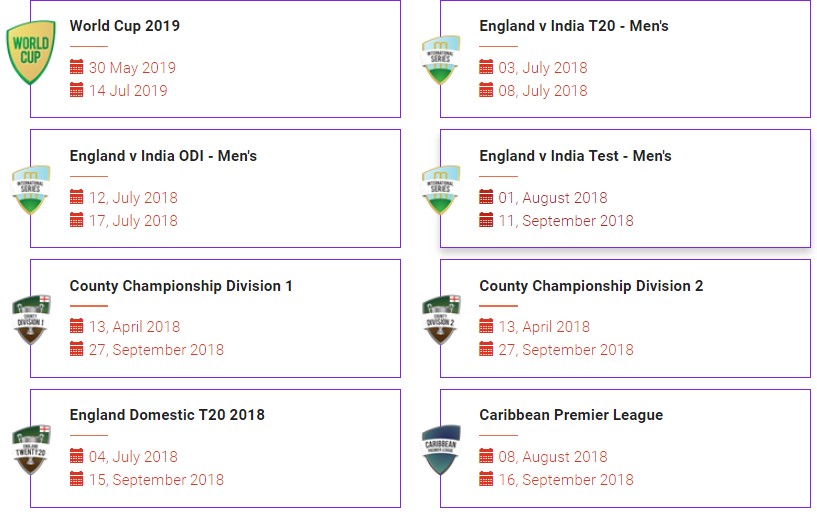 WORLD
CUP
World Cup 2019
30 May 2019
14 Jul 2019
INTERNATIONAL
SERIES
England v India T20 - Men's
03, July 2018
08, July 2018
INTERNATIONAL
SERIES
England v India ODI - Men's
12, July 2018
17, July 2018
INTERNATIONAL
SERIES
England v India Test - Men's
01, August 2018
11, September 2018
COUNTY
DIVISION 1
County Championship Division 1
13, April 2018
27, September 2018
COUNTY
DIVISION 2
County Championship Division 2
13, April 2018
27, September 2018
ENGLAND
TWENTY20
England Domestic T20 2018
04, July 2018
15, September 2018
CARIBBEAN
PREMIER LEAGUE
Caribbean Premier League
08, August 2018
16, September 2018